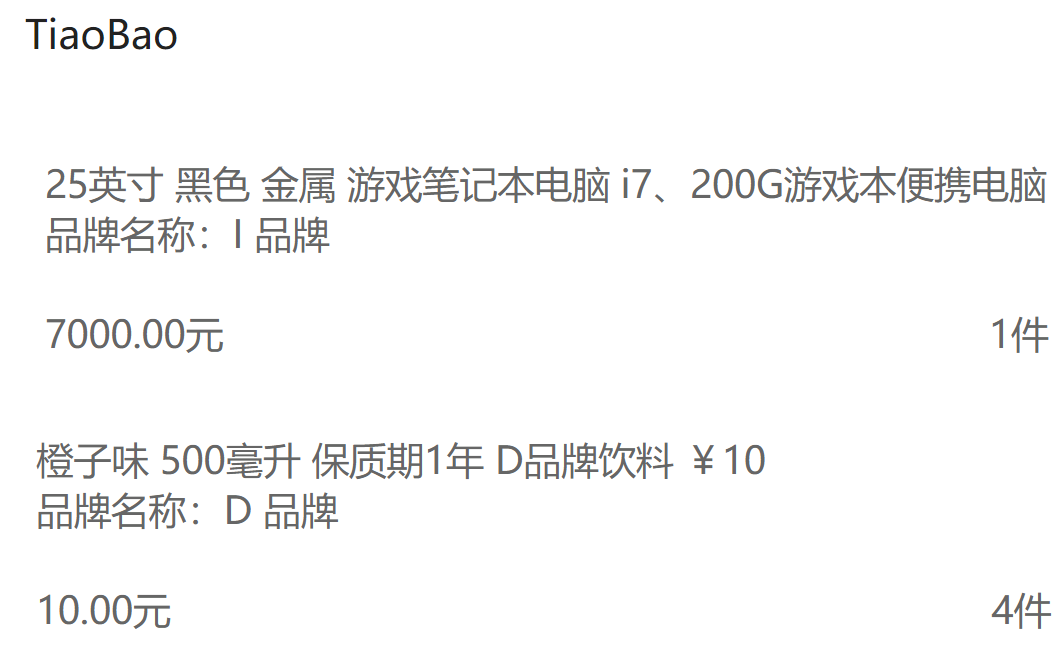 TiaoBao
25英寸 黑色 金属 游戏笔记本电脑 i7、200G游戏本便携电脑
品牌名称：I 品牌
7000.00元 1件
橙子味 500毫升 保质期1年 D品牌饮料 ￥10
品牌名称：D 品牌
10.00元 4件